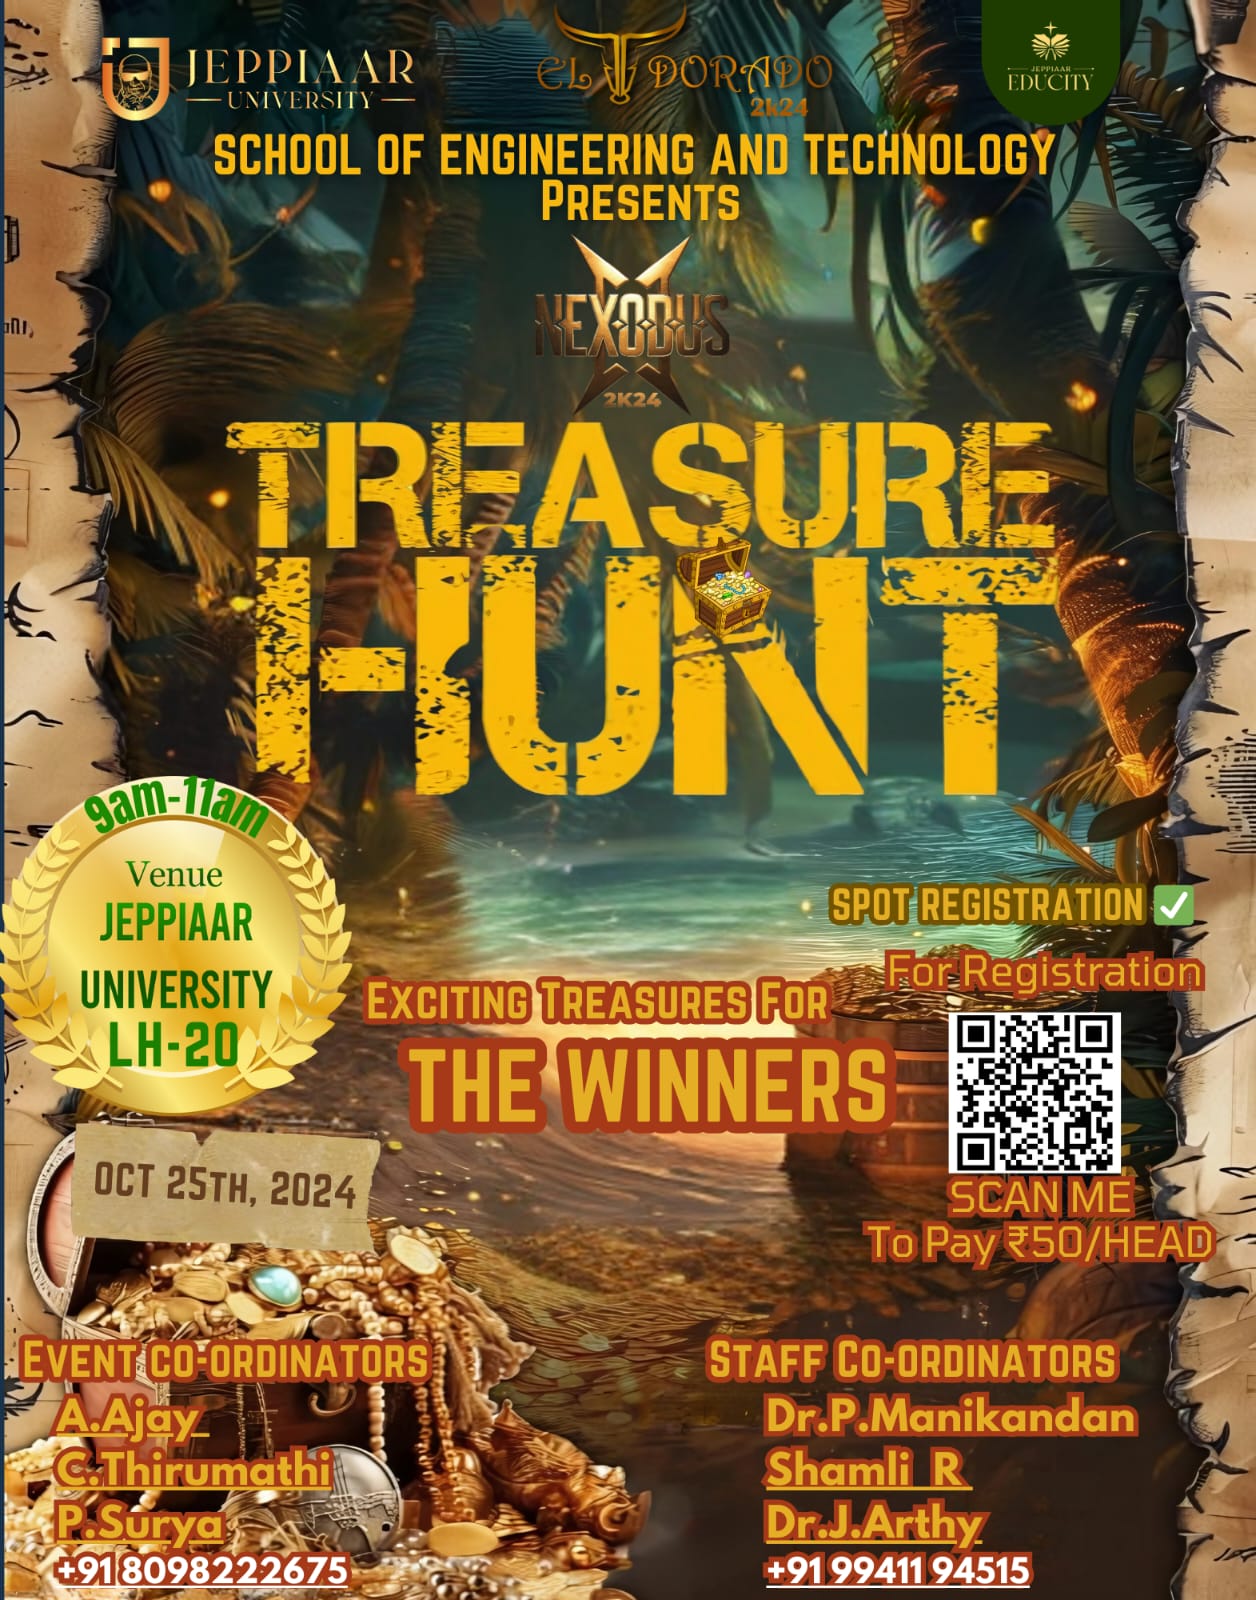 JEPPIAAR
UNIVERSITY
EL DORADO
2k24
JEPPIAAR
EDUCITY
SCHOOL OF ENGINEERING AND TECHNOLOGY
PRESENTS
NEXODUS
2K24
TREASURE
HUNT
9am-11am
Venue
JEPPIAAR
UNIVERSITY
LH-20
OCT 25TH, 2024
SPOT REGISTRATION ✅
For Registration
EXCITING TREASURES FOR
THE WINNERS
SCAN ME
To Pay ₹50/HEAD
EVENT CO-ORDINATORS
A.Ajay
C.Thirumathi
P.Surya
+91 8098222675
STAFF CO-ORDINATORS
Dr.P.Manikandan
Shamli R
Dr.J.Arthy
+91 99411 94515